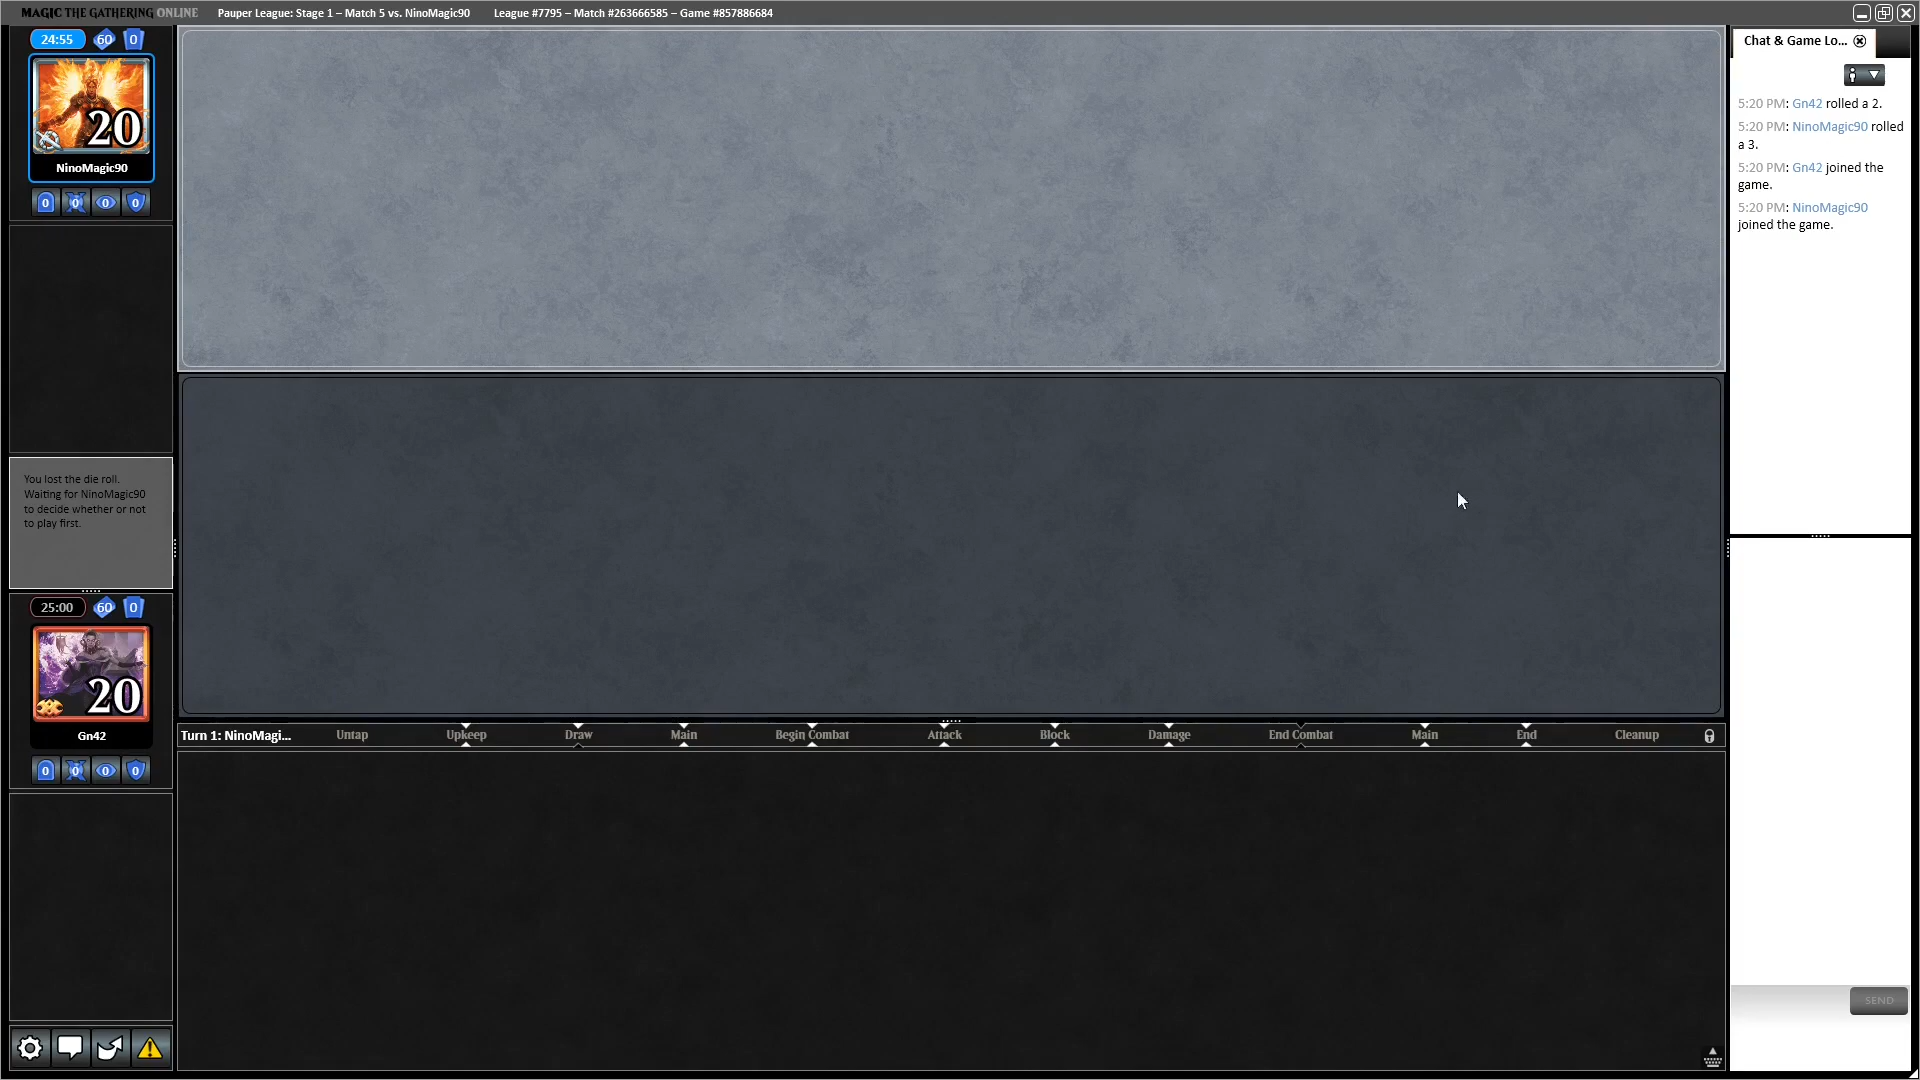 MAGIC THE GATHERING ONLINE Pauper League: Stage 1 – Match 5 vs. NinoMagic90 League #7795 – Match #263666585 – Game #857886684
24:55 60 0
20
NinoMagic90
0 0 0 0
You lost the die roll.
Waiting for NinoMagic90
to decide whether or not
to play first.
25:00 60 0
20
Gn42
0 0 0 0
Turn 1: NinoMagi... Untap Upkeep Draw Main Begin Combat Attack Block Damage End Combat Main End Cleanup
Chat & Game Lo...
5:20 PM: Gn42 rolled a 2.
5:20 PM: NinoMagic90 rolled
a 3.
5:20 PM: Gn42 joined the
game.
5:20 PM: NinoMagic90
joined the game.
SEND